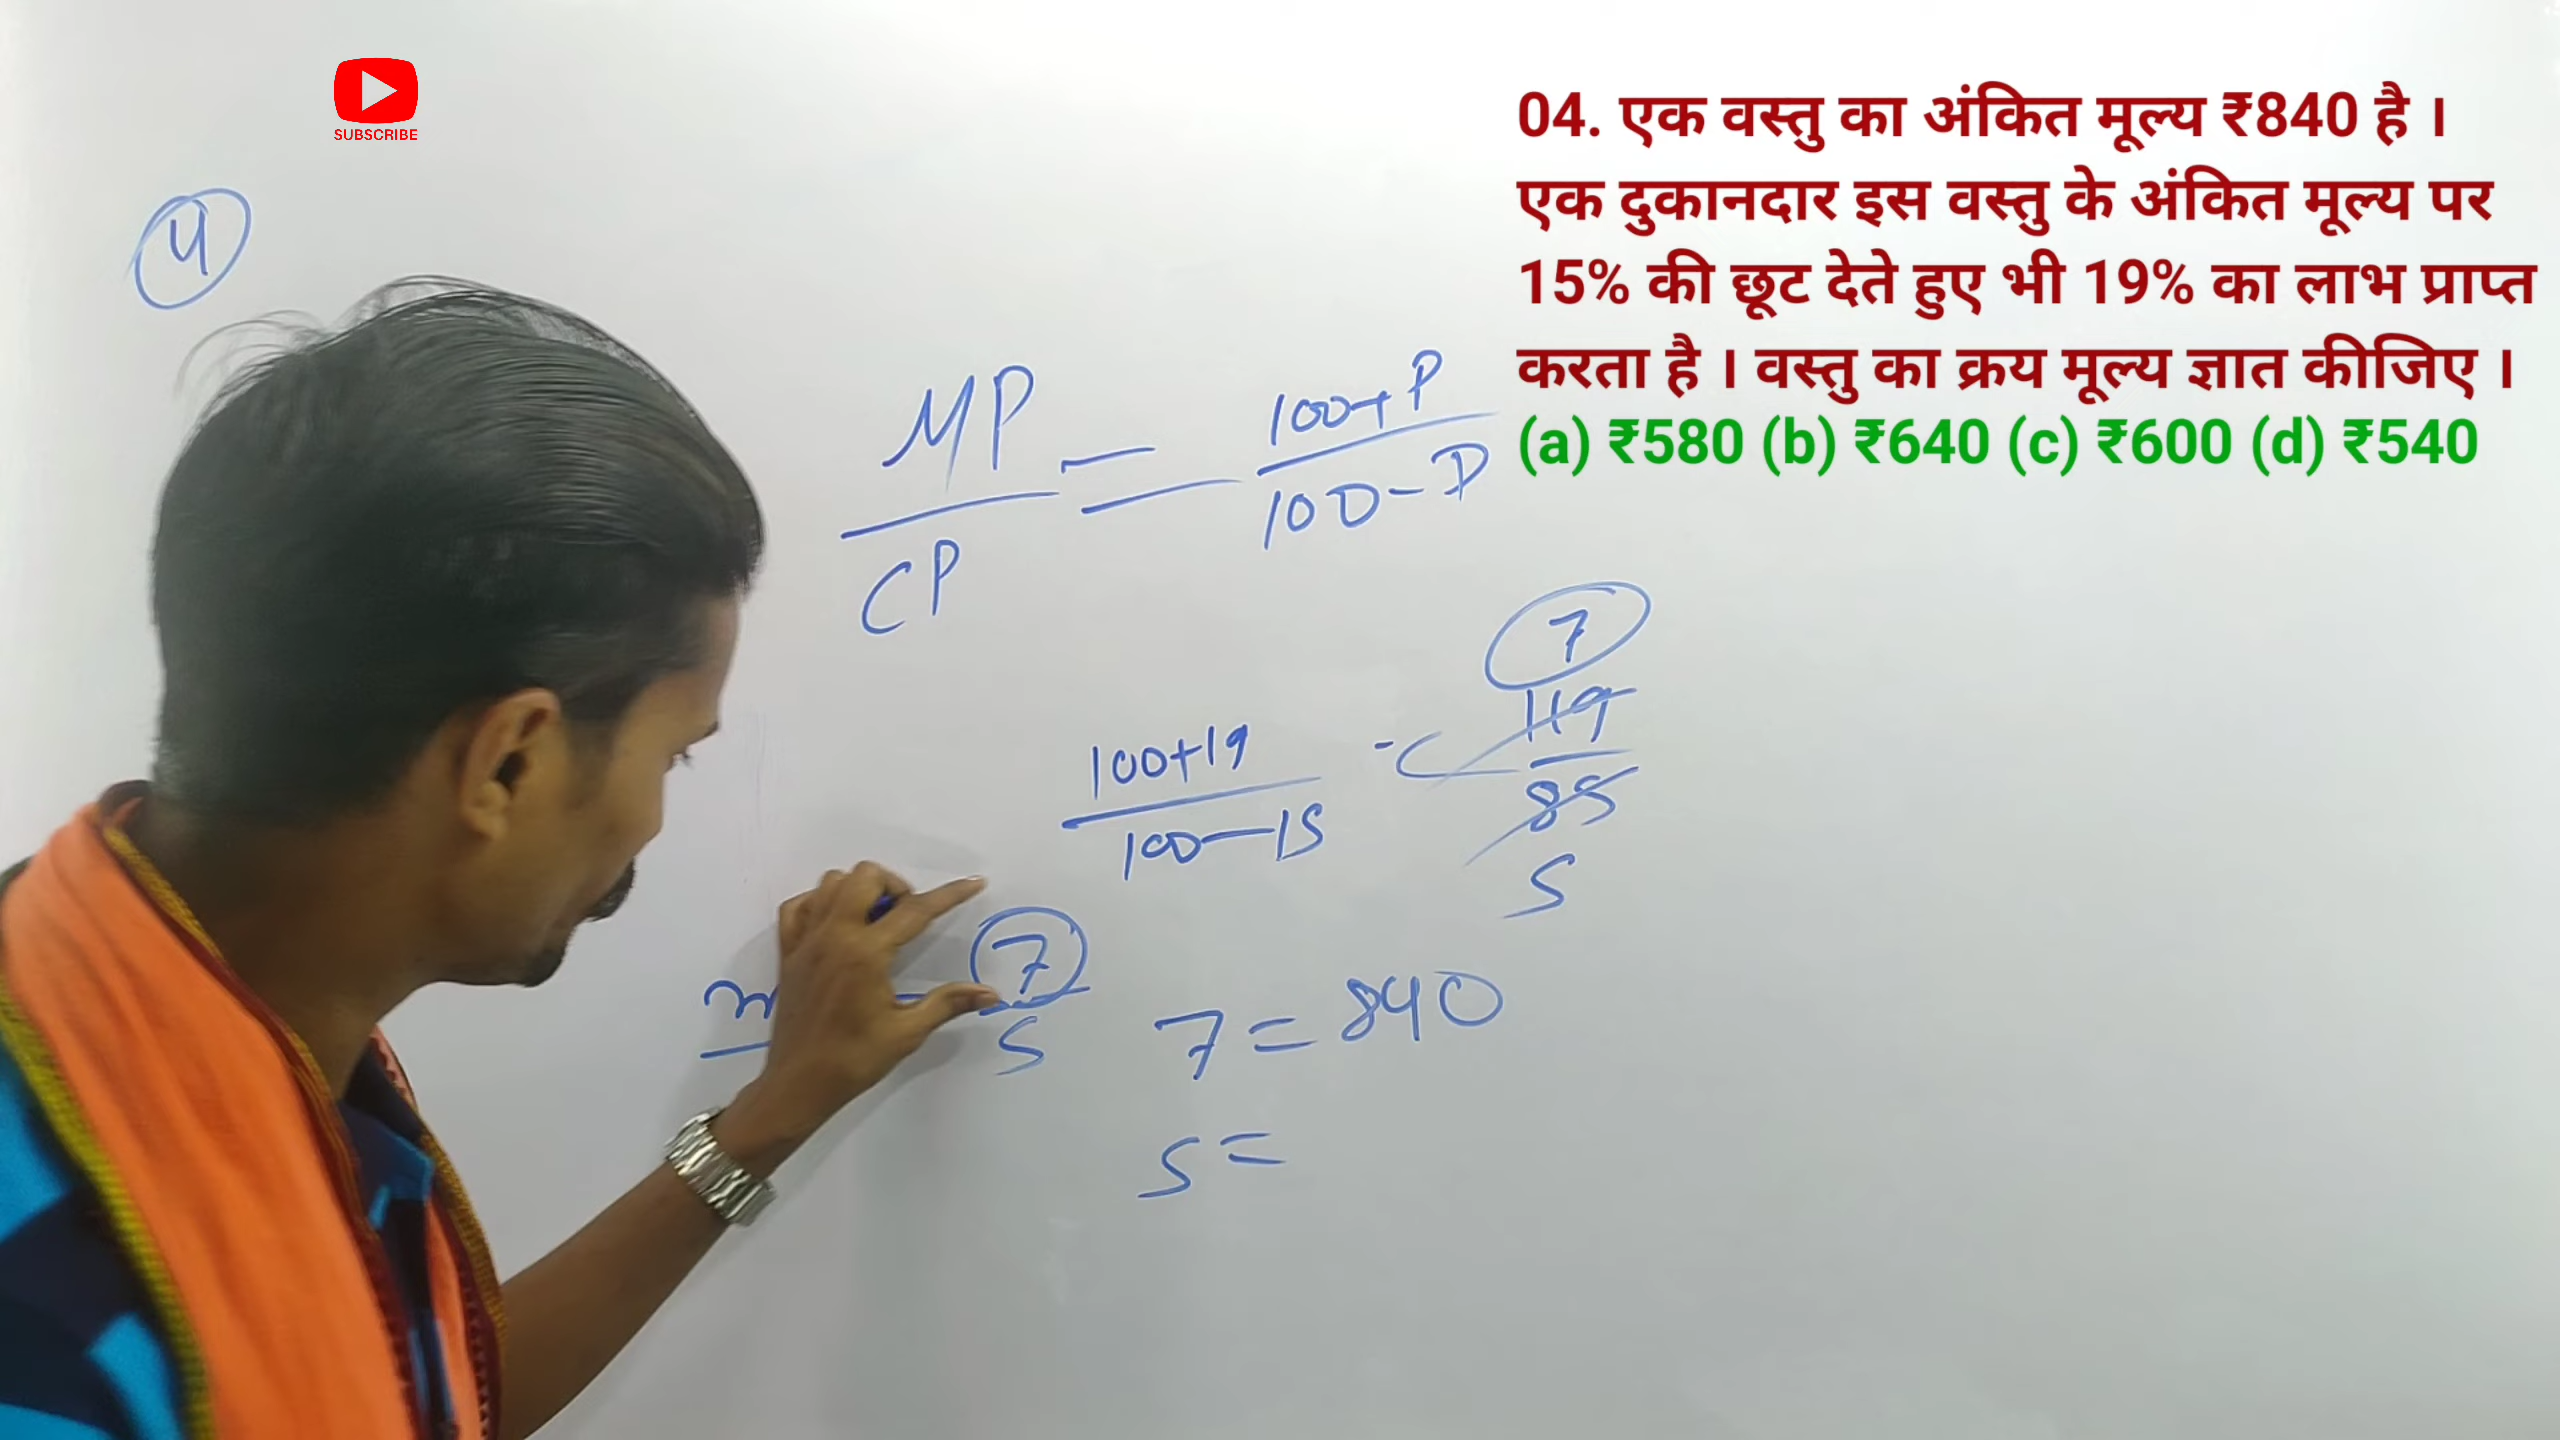 SUBSCRIBE
04. एक वस्तु का अंकित मूल्य ₹840 है ।
एक दुकानदार इस वस्तु के अंकित मूल्य पर
15% की छूट देते हुए भी 19% का लाभ प्राप्त
करता है । वस्तु का क्रय मूल्य ज्ञात कीजिए ।
(a) ₹580 (b) ₹640 (c) ₹600 (d) ₹540
4
MP
CP
=
100+P
100-D
100+19
100-15
7
119
85
5
7
5
7=840
5=